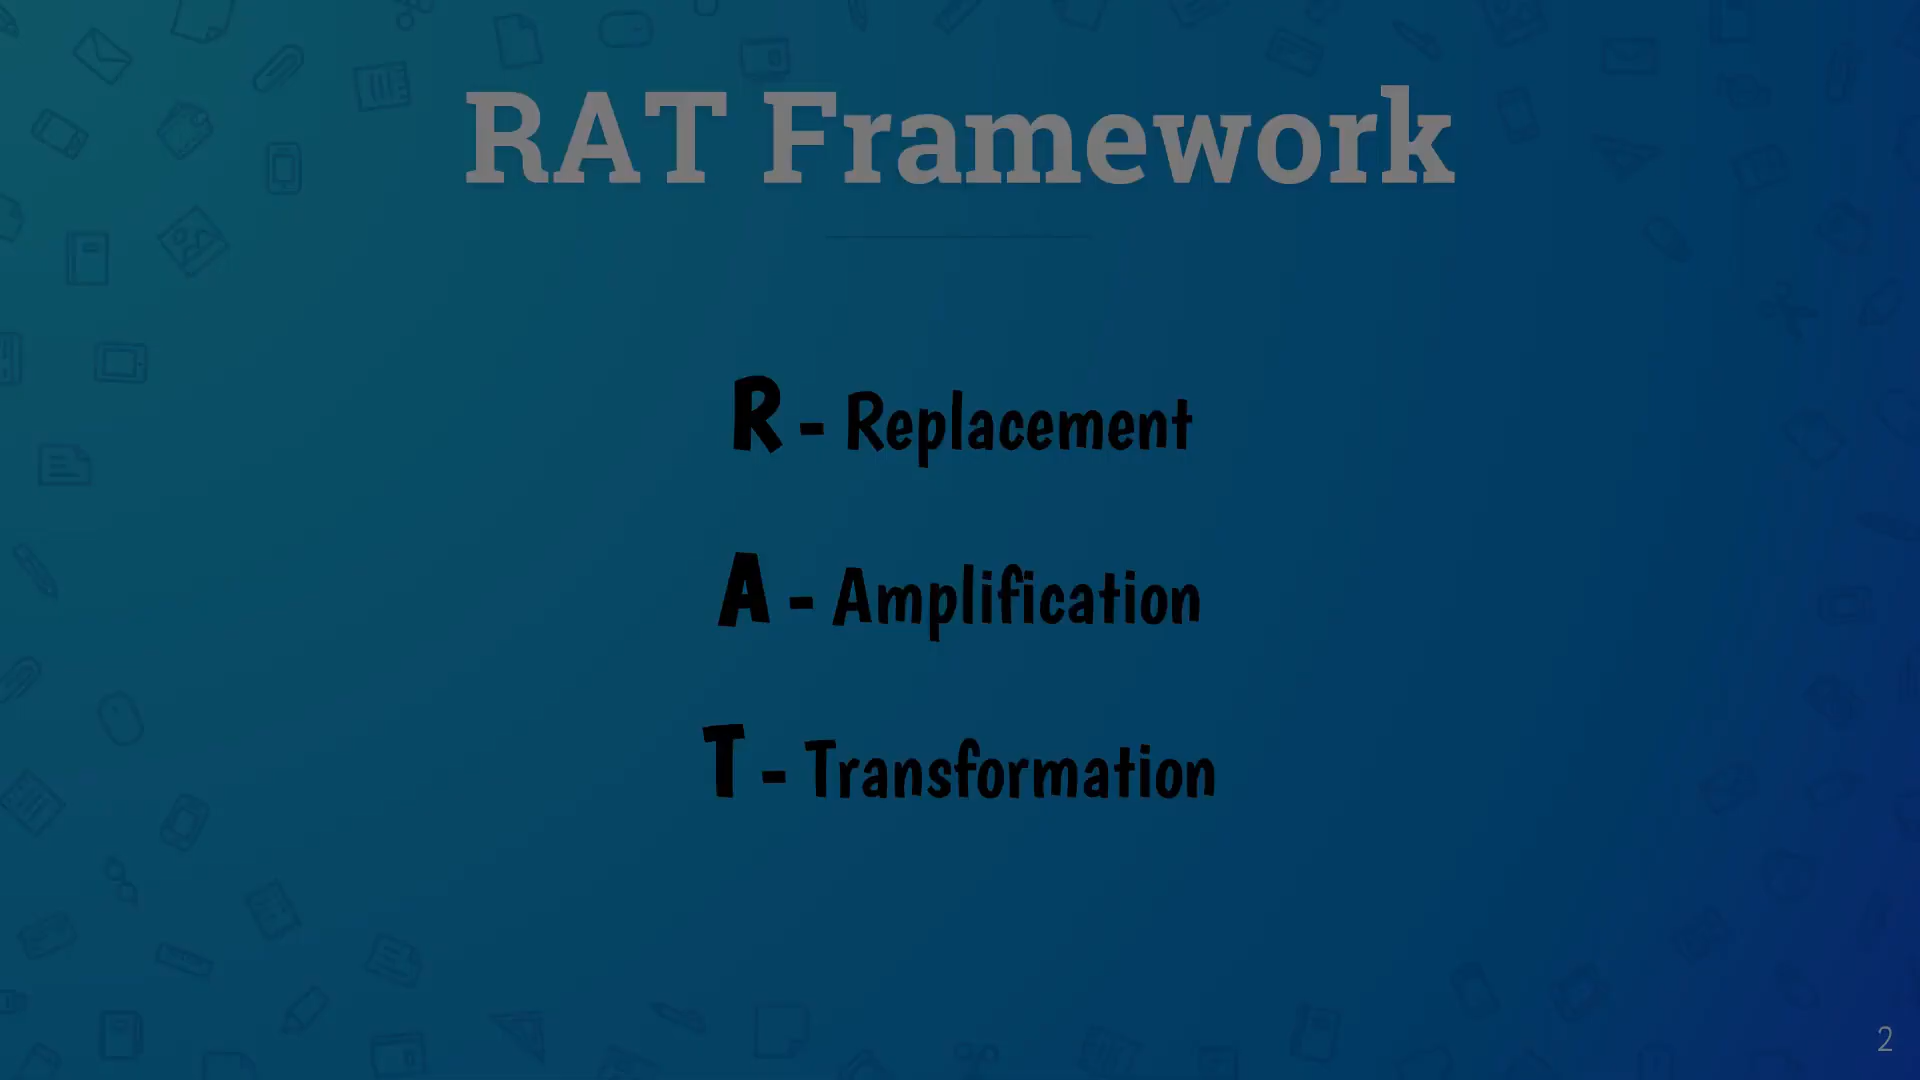 RAT Framework
R - Replacement
A - Amplification
T - Transformation
2